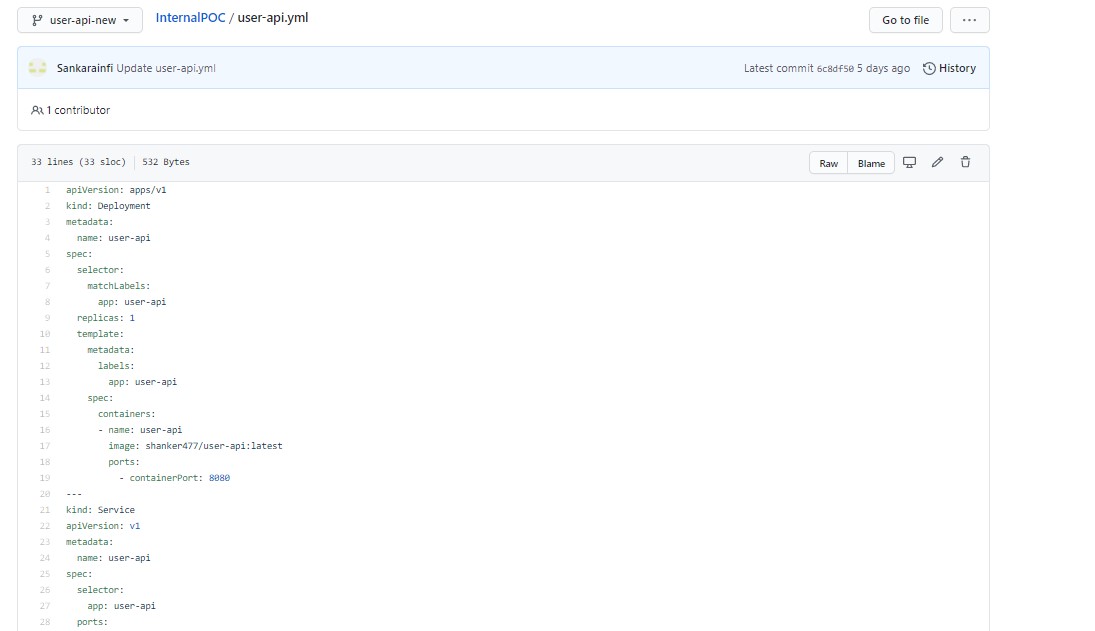 user-api-new InternalPOC / user-api.yml Go to file ...
Sankarainfi Update user-api.yml Latest commit 6c8df50 5 days ago History
1 contributor
33 lines (33 sloc) 532 Bytes Raw Blame
1 apiVersion: apps/v1
2 kind: Deployment
3 metadata:
4 name: user-api
5 spec:
6 selector:
7 matchLabels:
8 app: user-api
9 replicas: 1
10 template:
11 metadata:
12 labels:
13 app: user-api
14 spec:
15 containers:
16 - name: user-api
17 image: shanker477/user-api:latest
18 ports:
19 - containerPort: 8080
20 ---
21 kind: Service
22 apiVersion: v1
23 metadata:
24 name: user-api
25 spec:
26 selector:
27 app: user-api
28 ports: